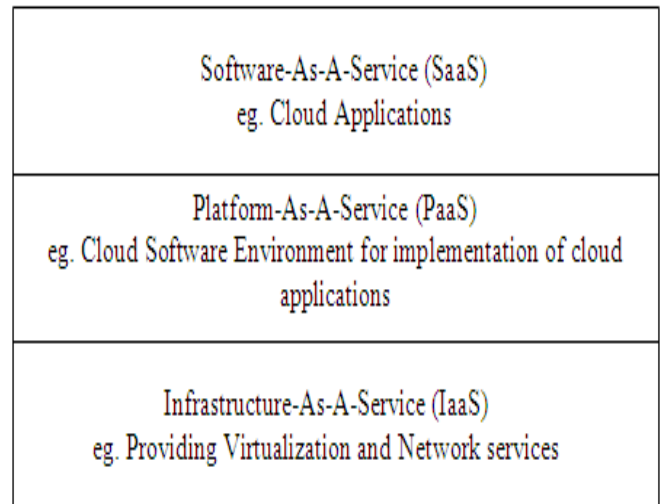 Software-As-A-Service (SaaS)
eg. Cloud Applications
Platform-As-A-Service (PaaS)
eg. Cloud Software Environment for implementation of cloud
applications
Infrastructure-As-A-Service (IaaS)
eg. Providing Virtualization and Network services